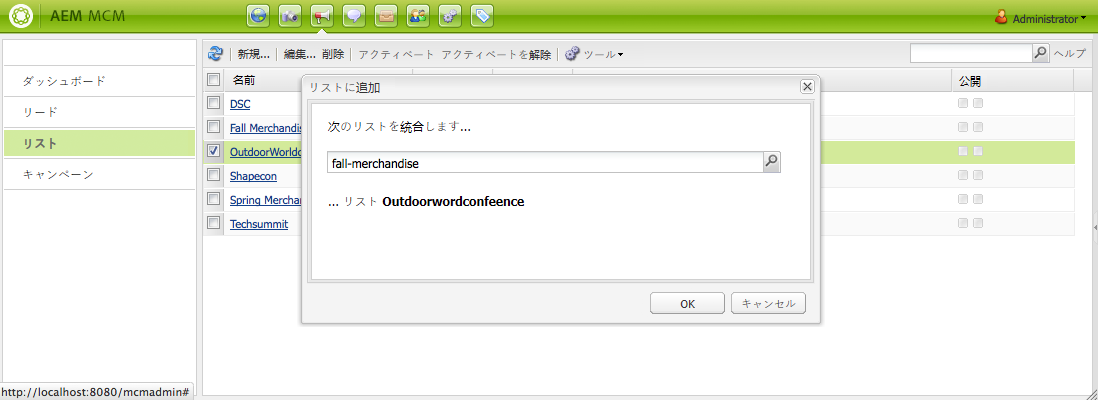 AEM MCM
Administrator
新規... 編集... 削除 アクティベート アクティベートを解除 ツール ヘルプ
ダッシュボード
リード
リスト
キャンペーン
名前 公開
DSC
Fall Merchandis
OutdoorWorldc
Shapecon
Spring Mercha
Techsummit
リストに追加
次のリストを統合します...
fall-merchandise
... リスト Outdoorwordconfeence
OK キャンセル
http://localhost:8080/mcmadmin#